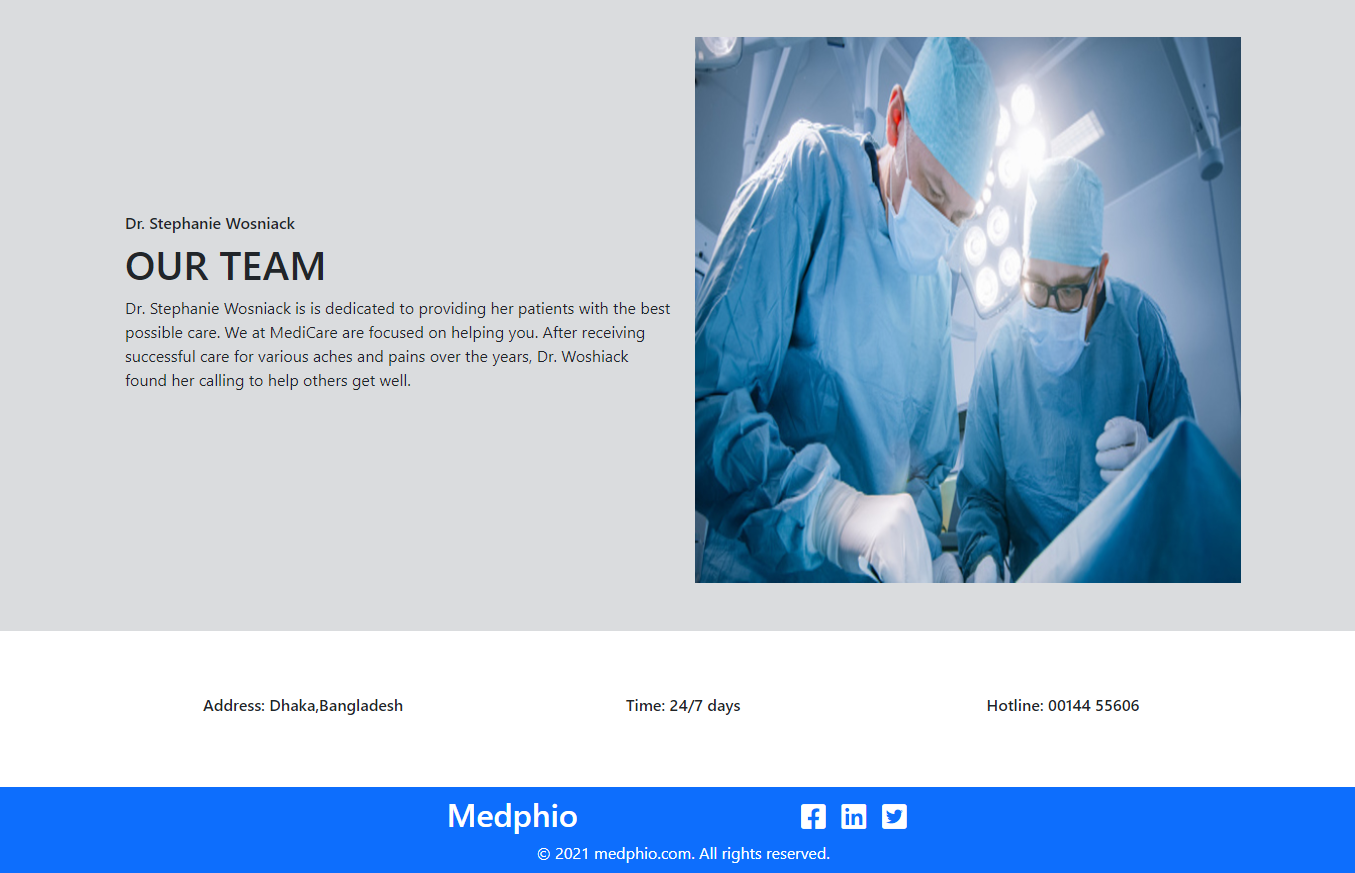 Dr. Stephanie Wosniack
OUR TEAM
Dr. Stephanie Wosniack is is dedicated to providing her patients with the best
possible care. We at MediCare are focused on helping you. After receiving
successful care for various aches and pains over the years, Dr. Woshiack
found her calling to help others get well.
Address: Dhaka,Bangladesh
Time: 24/7 days
Hotline: 00144 55606
Medphio
© 2021 medphio.com. All rights reserved.